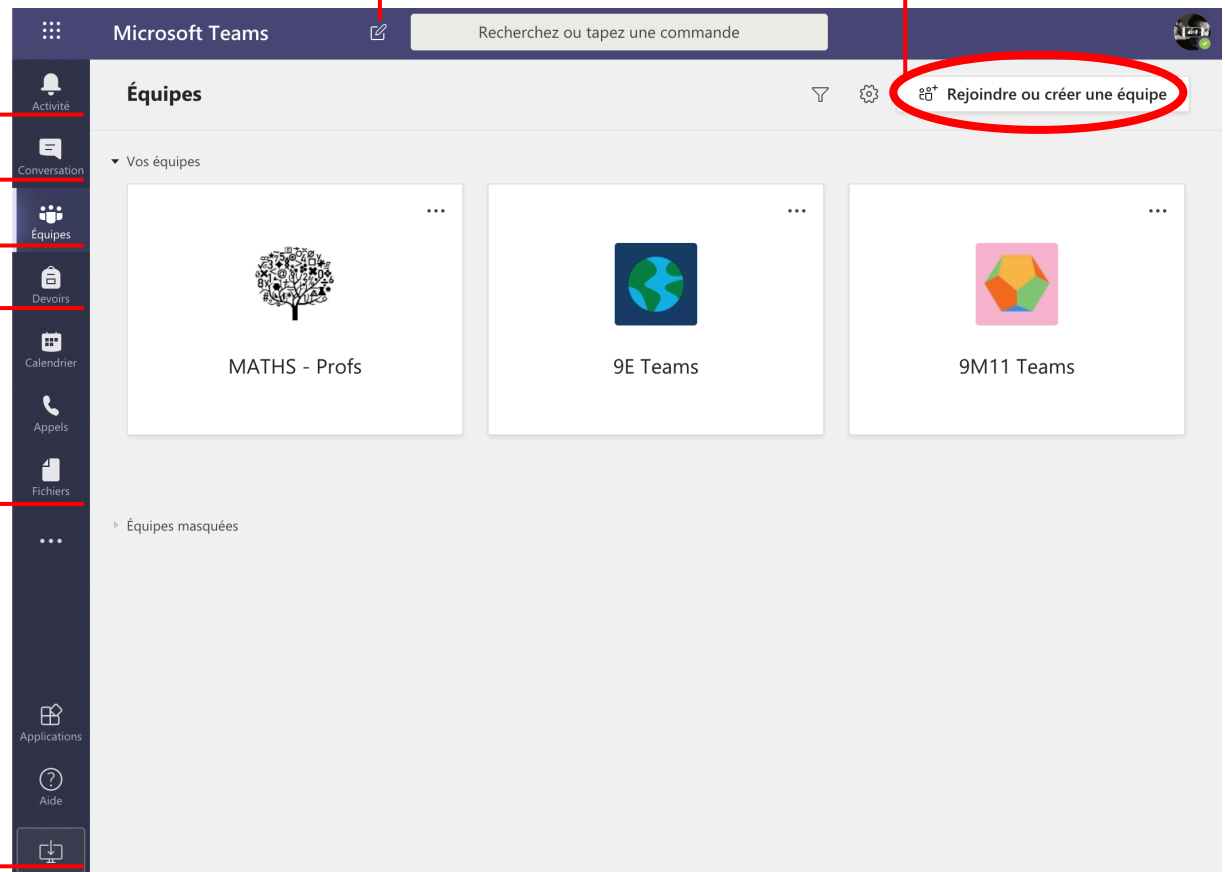 Microsoft Teams
Recherchez ou tapez une commande
Activité
Conversation
Équipes
Devoirs
Calendrier
Appels
Fichiers
Applications
Aide
Équipes
Rejoindre ou créer une équipe
Vos équipes
MATHS - Profs
9E Teams
9M11 Teams
Équipes masquées